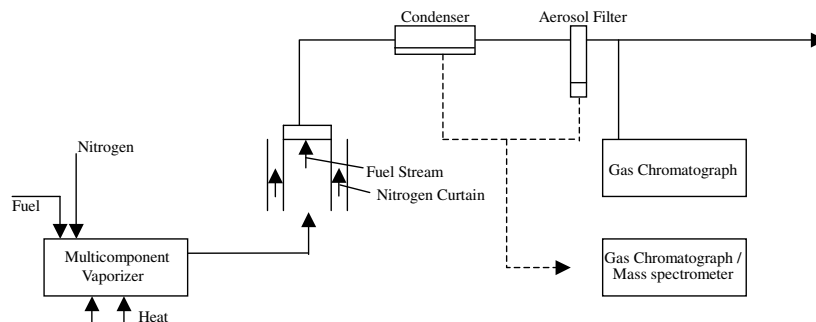 Condenser
Aerosol Filter
Nitrogen
Fuel Stream
Nitrogen Curtain
Gas Chromatograph
Fuel
Multicomponent
Vaporizer
Gas Chromatograph /
Mass spectrometer
Heat